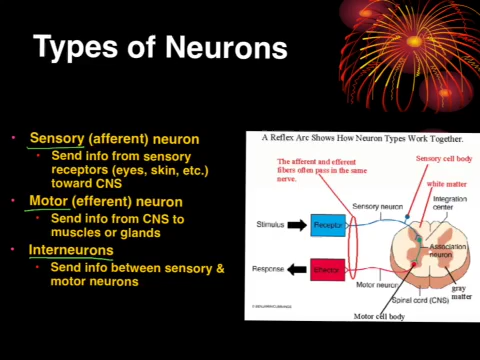 Types of Neurons
• Sensory (afferent) neuron
• Send info from sensory
receptors (eyes, skin, etc.)
toward CNS
• Motor (efferent) neuron
• Send info from CNS to
muscles or glands
• Interneurons
• Send info between sensory &
motor neurons
A Reflex Arc Shows How Neuron Types Work Together.
The afferent and efferent
fibers often pass in the same
nerve.
Sensory cell body
white matter
Sensory neuron
Integration
center
Stimulus
Receptor
Association
neuron
Response
Effector
Motor neuron
gray
matter
Spinal cord (CNS)
Motor cell body